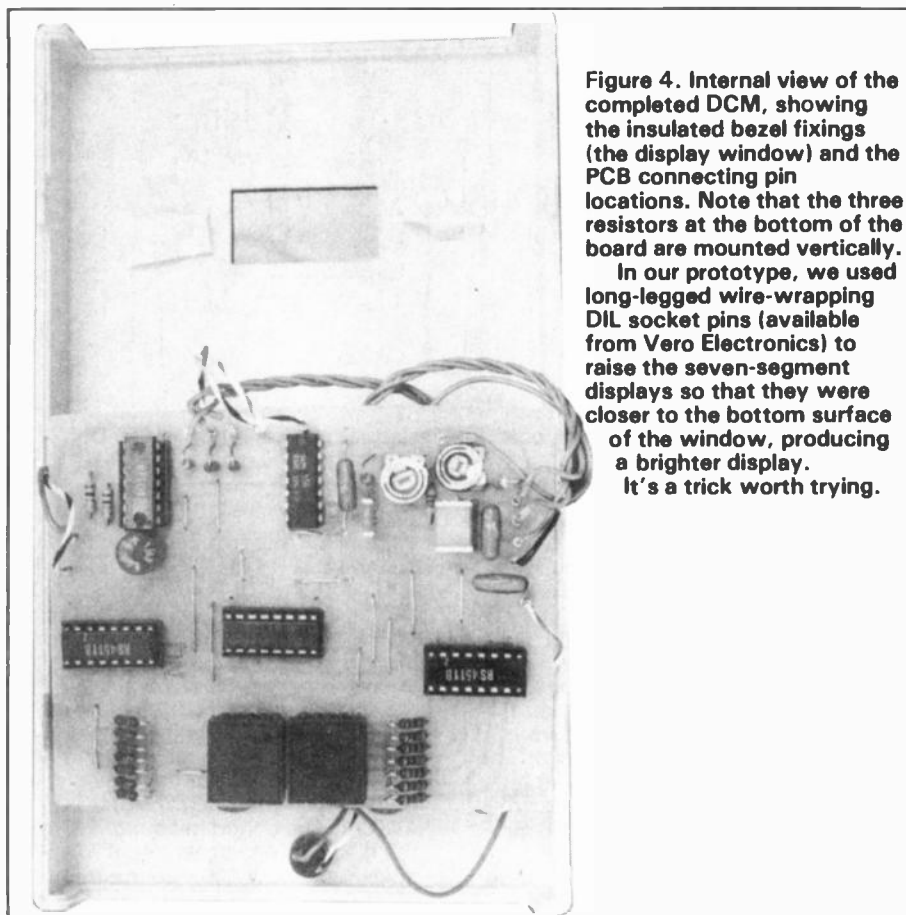 Figure 4. Internal view of the
completed DCM, showing
the insulated bezel fixings
(the display window) and the
PCB connecting pin
locations. Note that the three
resistors at the bottom of the
board are mounted vertically.
In our prototype, we used
long-legged wire-wrapping
DIL socket pins (available
from Vero Electronics) to
raise the seven-segment
displays so that they were
closer to the bottom surface
of the window, producing
a brighter display.
It's a trick worth trying.
RS4511B
RS4511B